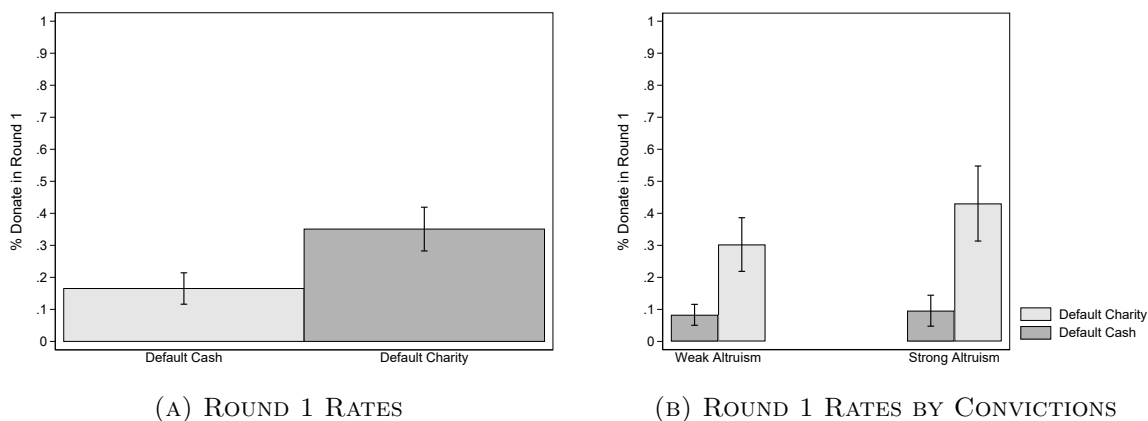 % Donate in Round 1
1
.9
.8
.7
.6
.5
.4
.3
.2
.1
0
Default Cash
Default Charity
(A) ROUND 1 RATES
% Donate in Round 1
1
.9
.8
.7
.6
.5
.4
.3
.2
.1
0
Weak Altruism
Strong Altruism
Default Charity
Default Cash
(B) ROUND 1 RATES BY CONVICTIONS